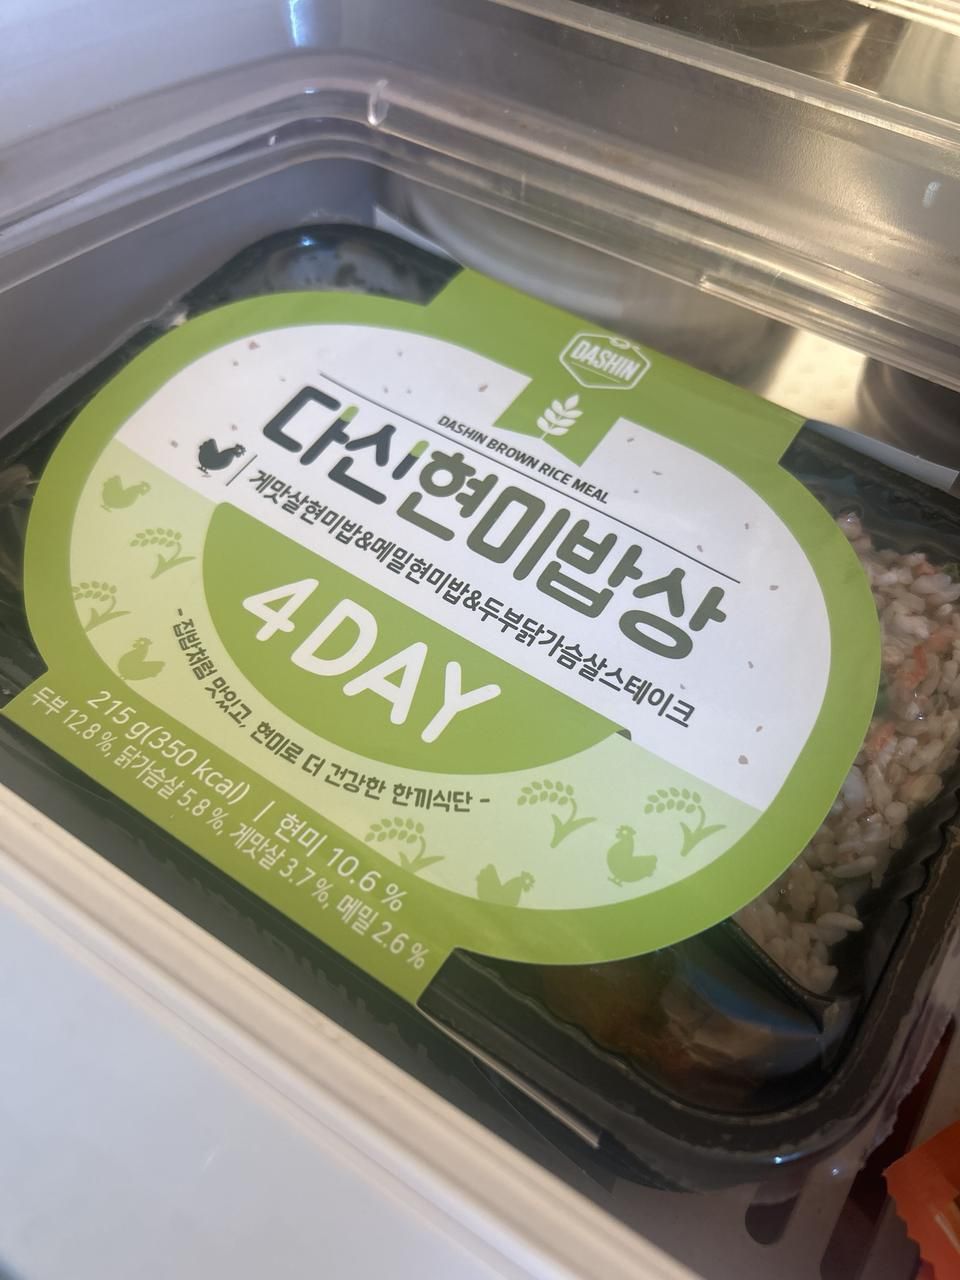 DASHIN
DASHIN BROWN RICE MEAL
다신현미밥상
게맛살현미밥&메밀현미밥&두부닭가슴살스테이크
4DAY
- 집밥처럼 맛있고, 현미로 더 건강한 한끼식단 -
215 g(350 kcal) | 현미 10.6 %
두부 12.8 %, 닭가슴살 5.8 %, 게맛살 3.7 %, 메밀 2.6 %